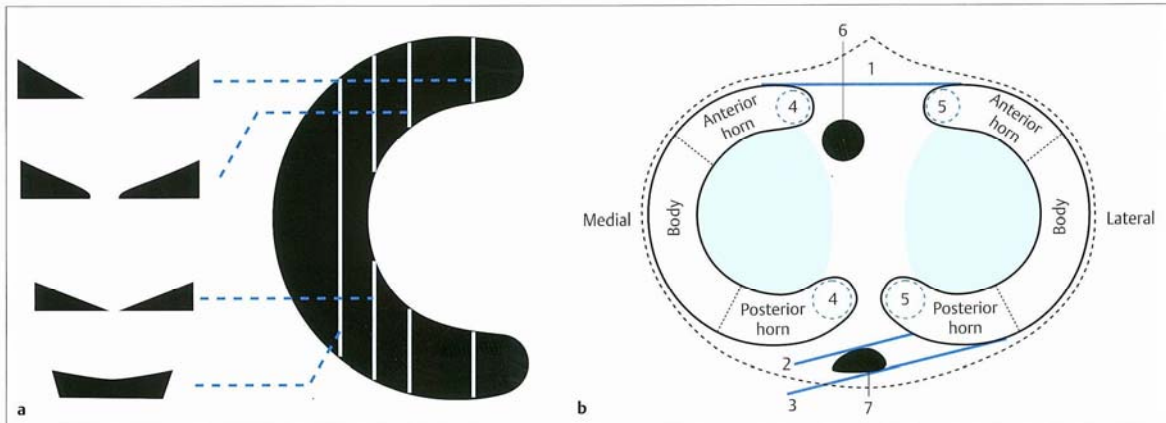 a
6
1
4
5
Anterior
horn
Anterior
horn
Medial
Body
Body
Lateral
4
5
Posterior
horn
Posterior
horn
2
3
7
b